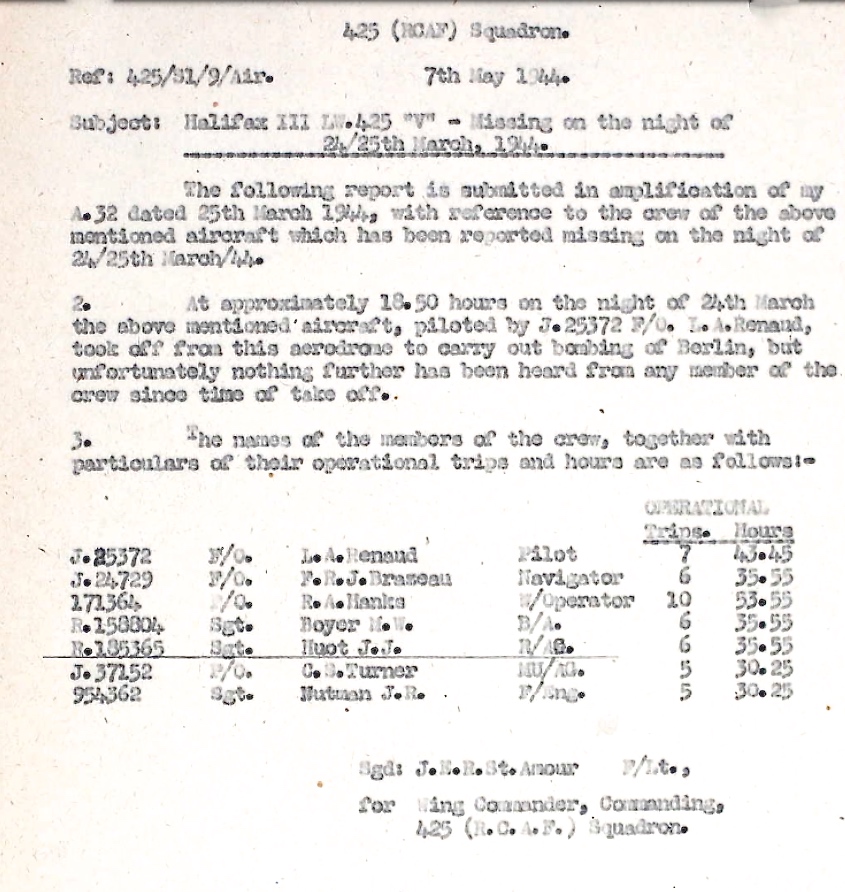 425 (RCAF) Squadron.
Ref: 425/S1/9/Air. 7th May 1944.
Subject: Halifax III LW.425 "V" - Missing on the night of
24/25th March, 1944.
The following report is submitted in amplification of my
A.32 dated 25th March 1944, with reference to the crew of the above
mentioned aircraft which has been reported missing on the night of
24/25th March/44.
2. At approximately 18.50 hours on the night of 24th March
the above mentioned aircraft, piloted by J.25372 F/O. L.A.Renaud,
took off from this aerodrome to carry out bombing of Berlin, but
unfortunately nothing further has been heard from any member of the
crew since time of take off.
3. The names of the members of the crew, together with
particulars of their operational trips and hours are as follows:-
OPERATIONAL
Trips. Hours
J.25372 F/O. L.A.Renaud Pilot 7 43.45
J.24729 F/O. F.R.J.Brazeau Navigator 6 35.55
171364 P/O. R.A.Hanks W/Operator 10 53.55
R.158804 Sgt. Boyer M.W. B/A. 6 35.55
R.185365 Sgt. Huot J.J. R/AG. 6 35.55
J.37152 P/O. C.S.Turner MU/AG. 5 30.25
954362 Sgt. Nutman J.R. F/Eng. 5 30.25
Sgd: J.E.R.St.Amour F/Lt.,
for Wing Commander, Commanding,
425 (R.C.A.F.) Squadron.